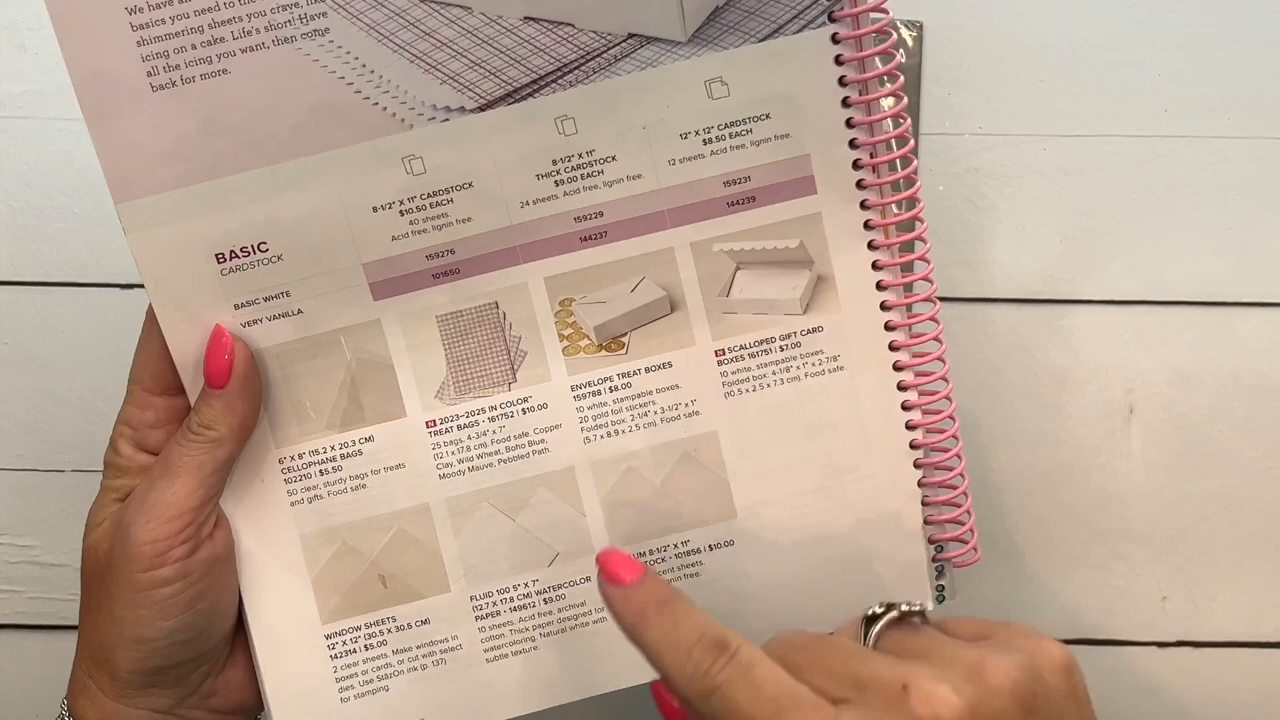 We have
basics you need to the
shimmering sheets you crave, like
icing on a cake. Life's short! Have
all the icing you want, then come
back for more.
8-1/2" X 11" CARDSTOCK
$10.50 EACH
40 sheets.
Acid free, lignin free.
8-1/2" X 11"
THICK CARDSTOCK
$9.00 EACH
24 sheets. Acid free, lignin free.
12" X 12" CARDSTOCK
$8.50 EACH
12 sheets. Acid free, lignin free.
BASIC
CARDSTOCK
BASIC WHITE
159276
159229
159231
VERY VANILLA
101650
144237
144239
6" X 8" (15.2 X 20.3 CM)
CELLOPHANE BAGS
102210 | $5.50
50 clear, sturdy bags for treats
and gifts. Food safe.
N 2023–2025 IN COLOR™
TREAT BAGS • 161752 | $10.00
25 bags. 4-3/4" x 7"
(12.1 x 17.8 cm). Food safe. Copper
Clay, Wild Wheat, Boho Blue,
Moody Mauve, Pebbled Path.
ENVELOPE TREAT BOXES
159788 | $8.00
10 white, stampable boxes.
20 gold foil stickers.
Folded box: 2-1/4" x 3-1/2" x 1"
(5.7 x 8.9 x 2.5 cm). Food safe.
N SCALLOPED GIFT CARD
BOXES 161751 | $7.00
10 white, stampable boxes.
Folded box: 4-1/8" x 1" x 2-7/8"
(10.5 x 2.5 x 7.3 cm). Food safe.
WINDOW SHEETS
12" X 12" (30.5 X 30.5 CM)
142314 | $5.00
2 clear sheets. Make windows in
boxes or cards, or cut with select
dies. Use StāzOn ink (p. 137)
for stamping.
FLUID 100 5" X 7"
(12.7 X 17.8 CM) WATERCOLOR
PAPER • 149612 | $9.00
10 sheets. Acid free, archival
cotton. Thick paper designed for
watercoloring. Natural white with
subtle texture.
UM 8-1/2" X 11"
TOCK • 101856 | $10.00
cent sheets.
gnin free.